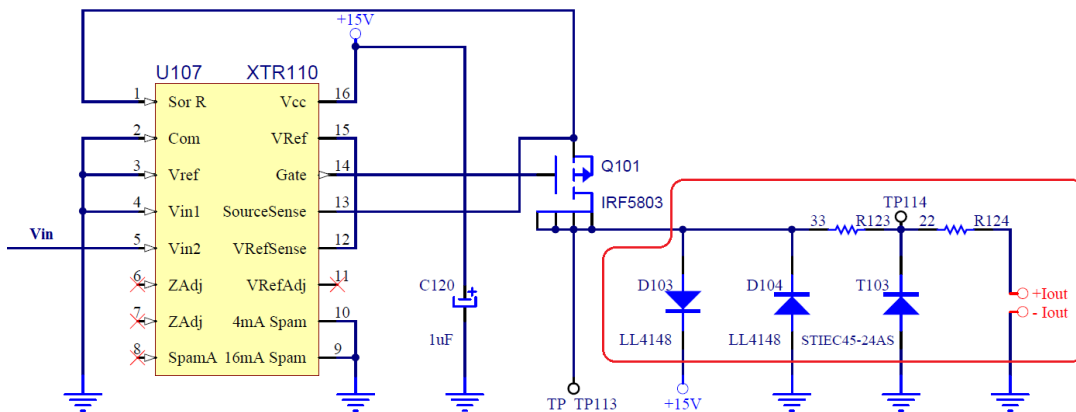 +15V
U107 XTR110
1 Sor R Vcc 16
2 Com VRef 15
3 Vref Gate 14
4 Vin1 SourceSense 13
Vin 5 Vin2 VRefSense 12
6 ZAdj VRefAdj 11
7 ZAdj 4mA Spam 10
8 SpamA 16mA Spam 9
C120
1uF
Q101
IRF5803
TP114
33 R123 22 R124
D103 D104 T103
LL4148 LL4148 STIEC45-24AS
+Iout
- Iout
TP TP113 +15V